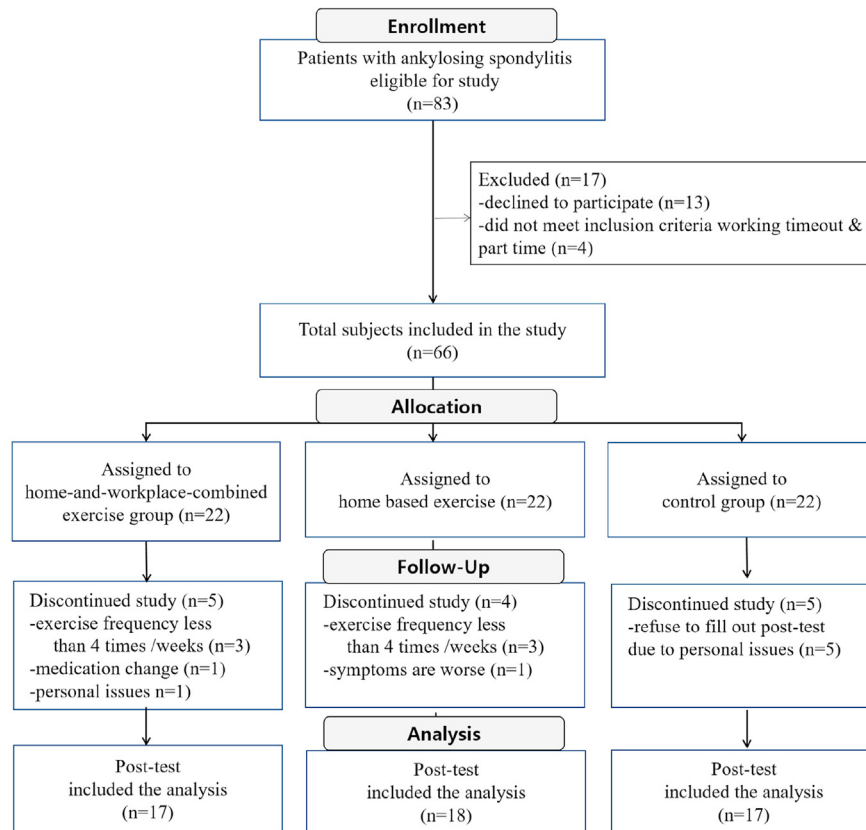 Enrollment
Patients with ankylosing spondylitis
eligible for study
(n=83)
Excluded (n=17)
-declined to participate (n=13)
-did not meet inclusion criteria working timeout &
part time (n=4)
Total subjects included in the study
(n=66)
Allocation
Assigned to
home-and-workplace-combined
exercise group (n=22)
Assigned to
home based exercise (n=22)
Assigned to
control group (n=22)
Follow-Up
Discontinued study (n=5)
-exercise frequency less
than 4 times /weeks (n=3)
-medication change (n=1)
-personal issues n=1)
Discontinued study (n=4)
-exercise frequency less
than 4 times /weeks (n=3)
-symptoms are worse (n=1)
Discontinued study (n=5)
-refuse to fill out post-test
due to personal issues (n=5)
Analysis
Post-test
included the analysis
(n=17)
Post-test
included the analysis
(n=18)
Post-test
included the analysis
(n=17)